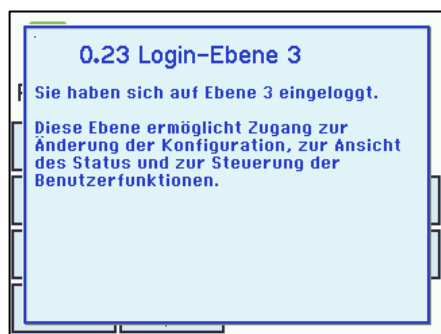 0.23 Login-Ebene 3
Sie haben sich auf Ebene 3 eingeloggt.
Diese Ebene ermöglicht Zugang zur
Änderung der Konfiguration, zur Ansicht
des Status und zur Steuerung der
Benutzerfunktionen.